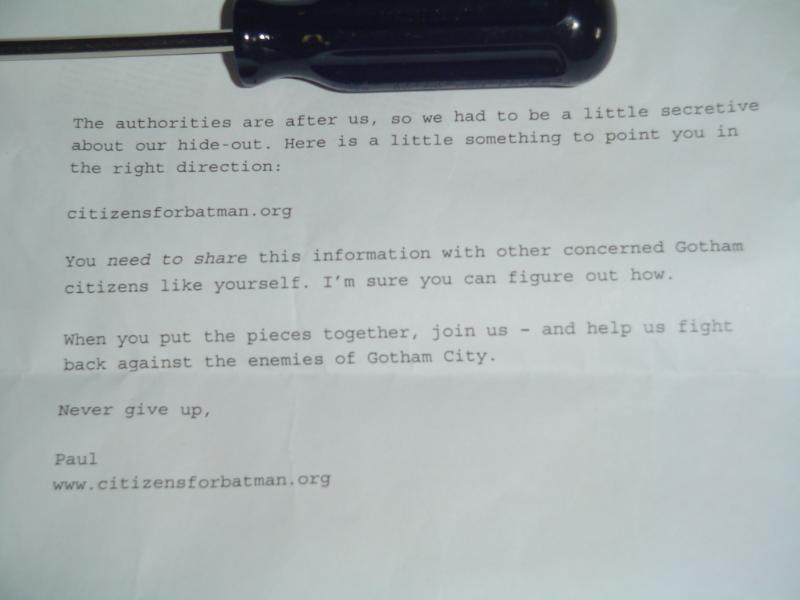 The authorities are after us, so we had to be a little secretive
about our hide-out. Here is a little something to point you in
the right direction:
citizensforbatman.org
You need to share this information with other concerned Gotham
citizens like yourself. I'm sure you can figure out how.
When you put the pieces together, join us – and help us fight
back against the enemies of Gotham City.
Never give up,
Paul
www.citizensforbatman.org